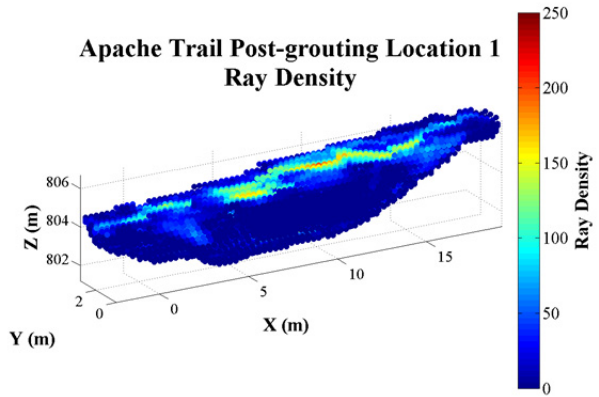 Apache Trail Post-grouting Location 1
Ray Density
250
200
150
100
50
0
Ray Density
806
804
802
Z (m)
2
0
Y (m)
0
5
10
15
X (m)